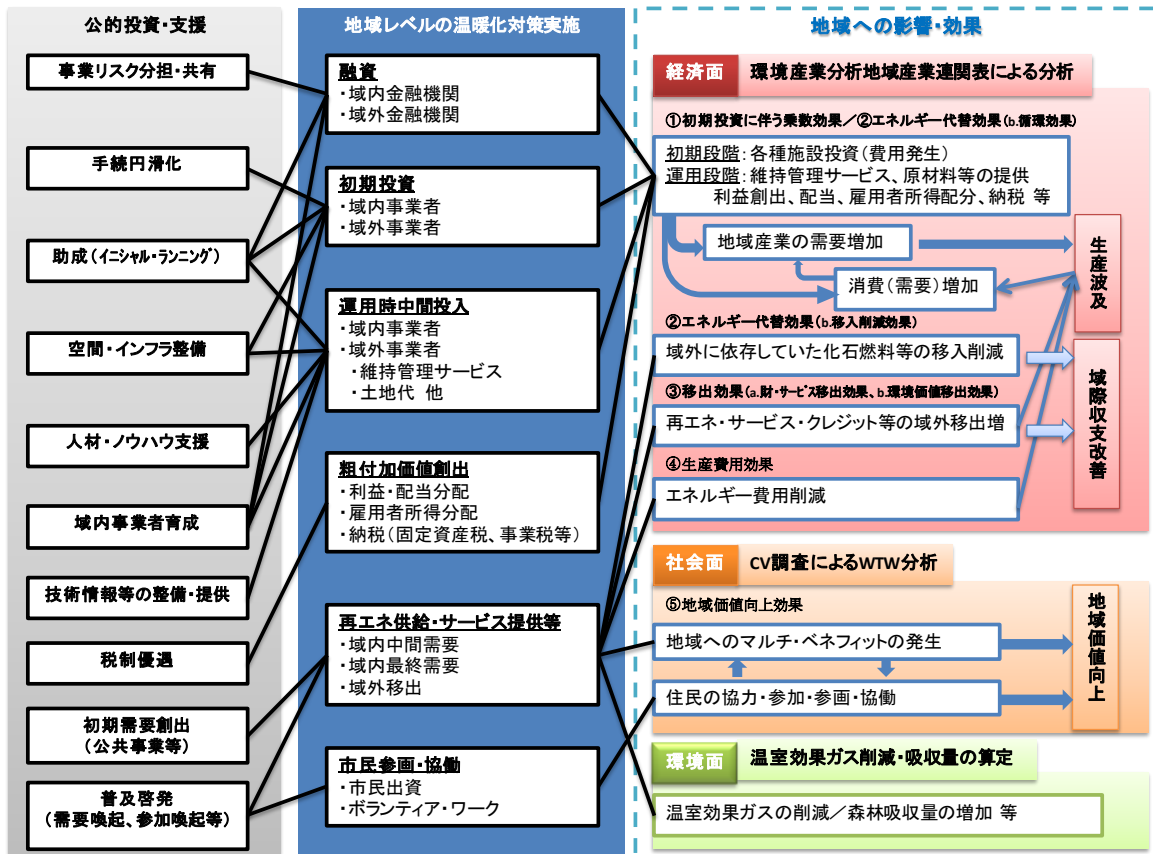 公的投資・支援
事業リスク分担・共有
手続円滑化
助成（イニシャル・ランニング）
空間・インフラ整備
人材・ノウハウ支援
域内事業者育成
技術情報等の整備・提供
税制優遇
初期需要創出
（公共事業等）
普及啓発
（需要喚起、参加喚起等）
地域レベルの温暖化対策実施
融資
・域内金融機関
・域外金融機関
初期投資
・域内事業者
・域外事業者
運用時中間投入
・域内事業者
・域外事業者
・維持管理サービス
・土地代 他
粗付加価値創出
・利益・配当分配
・雇用者所得分配
・納税（固定資産税、事業税等）
再エネ供給・サービス提供等
・域内中間需要
・域内最終需要
・域外移出
市民参画・協働
・市民出資
・ボランティア・ワーク
地域への影響・効果
経済面 環境産業分析地域産業連関表による分析
①初期投資に伴う乗数効果／②エネルギー代替効果（b.循環効果）
初期段階：各種施設投資（費用発生）
運用段階：維持管理サービス、原材料等の提供
利益創出、配当、雇用者所得配分、納税 等
地域産業の需要増加
消費（需要）増加
生産波及
②エネルギー代替効果（b.移入削減効果）
域外に依存していた化石燃料等の移入削減
③移出効果（a.財・サービス移出効果、b.環境価値移出効果）
再エネ・サービス・クレジット等の域外移出増
④生産費用効果
エネルギー費用削減
域際収支改善
社会面 CV調査によるWTW分析
⑤地域価値向上効果
地域へのマルチ・ベネフィットの発生
住民の協力・参加・参画・協働
地域価値向上
環境面 温室効果ガス削減・吸収量の算定
温室効果ガスの削減／森林吸収量の増加 等